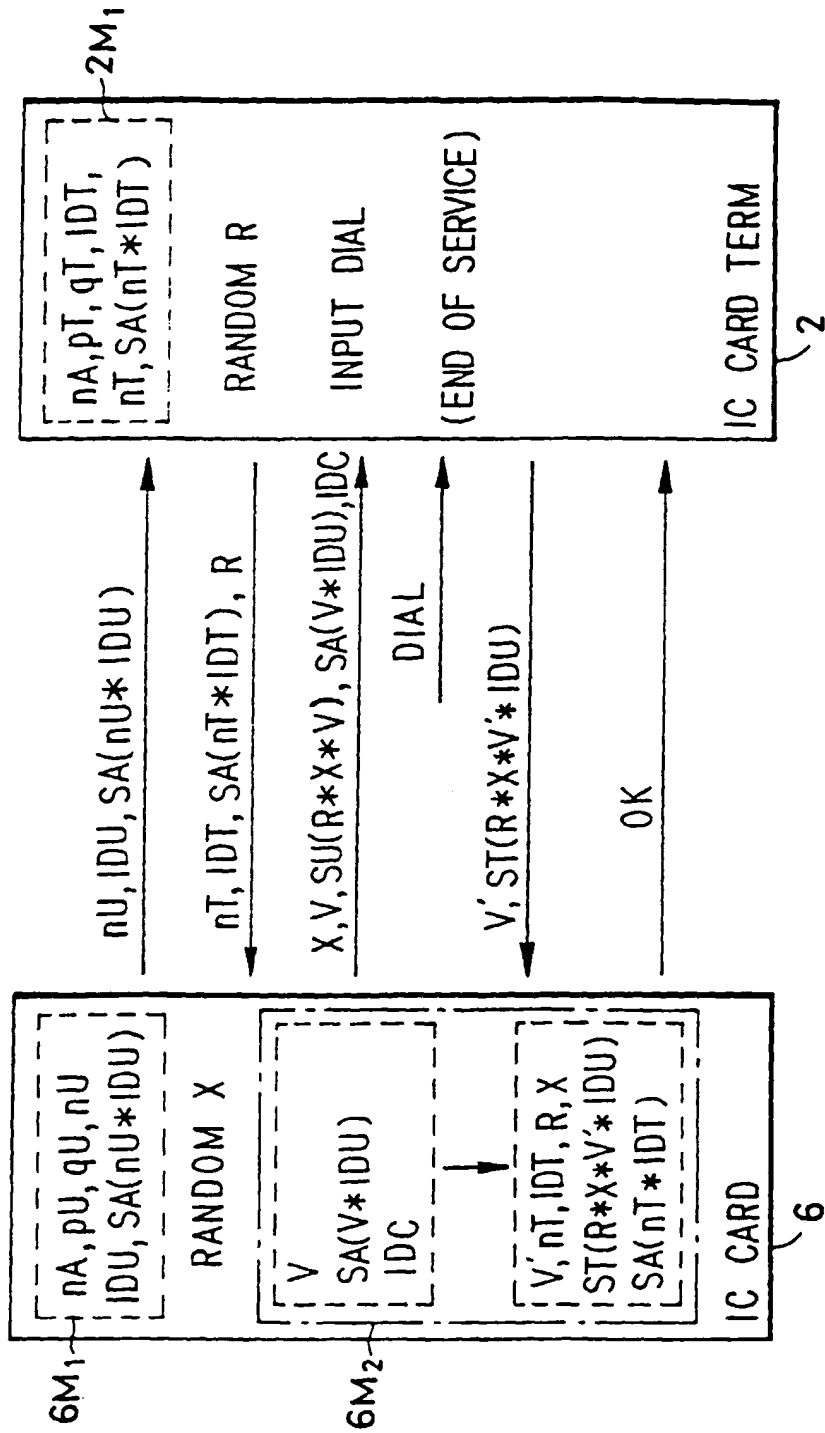 6M₁
nA, pU, qU, nU
IDU, SA(nU*IDU)
RANDOM X
6M₂
V
SA(V*IDU)
IDC
V′, nT, IDT, R, X
ST(R*X*V′*IDU)
SA(nT*IDT)
IC CARD
6
nU, IDU, SA(nU*IDU)
nT, IDT, SA(nT*IDT), R
X, V, SU(R*X*V), SA(V*IDU), IDC
DIAL
V′, ST(R*X*V′*IDU)
OK
2M₁
nA, pT, qT, IDT,
nT, SA(nT*IDT)
RANDOM R
INPUT DIAL
(END OF SERVICE)
IC CARD TERM
2